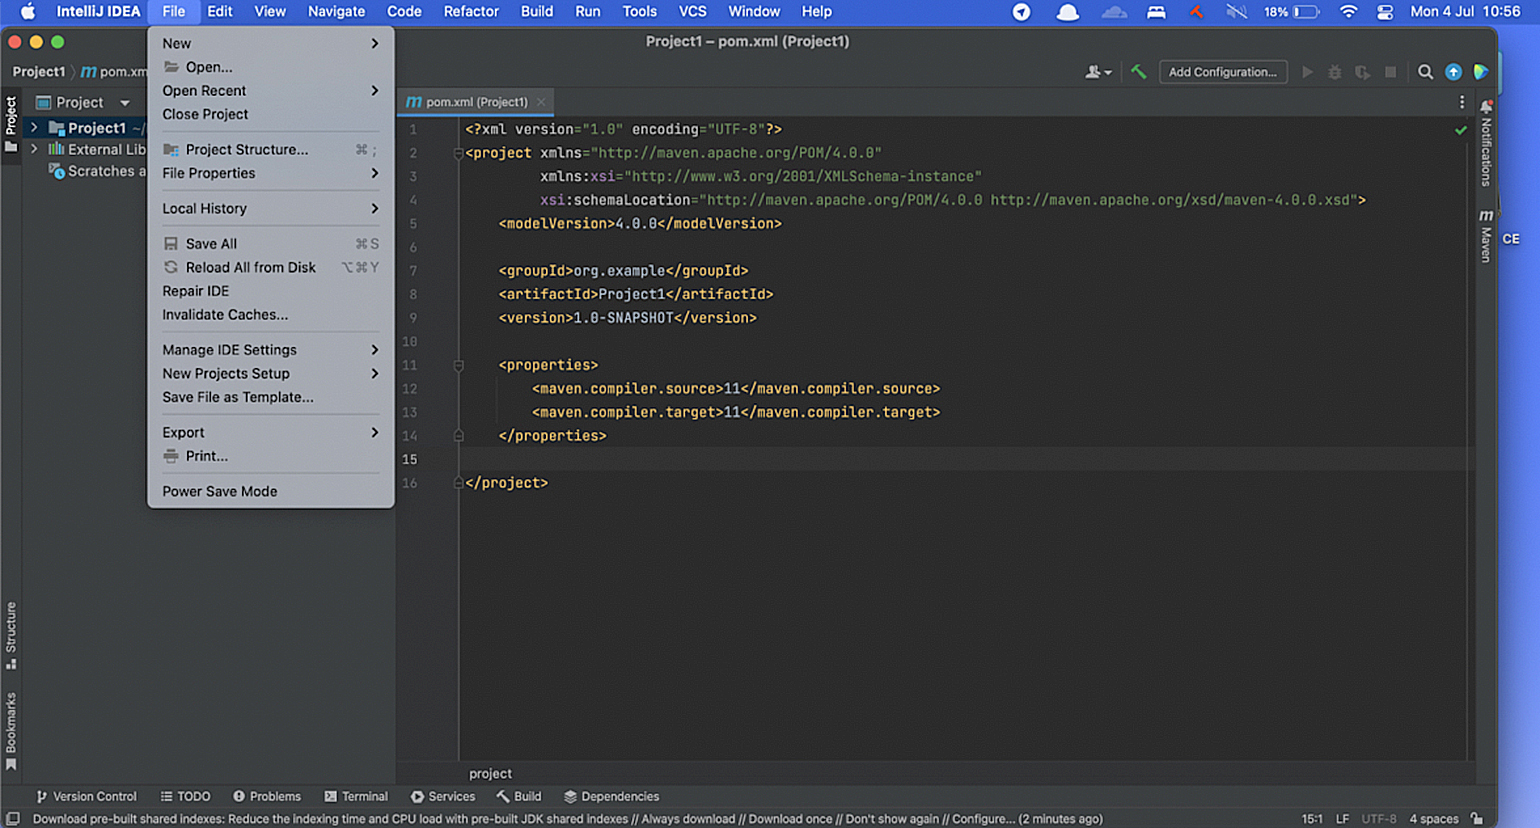 IntelliJ IDEA File Edit View Navigate Code Refactor Build Run Tools VCS Window Help 18% Mon 4 Jul 10:56
Project1 – pom.xml (Project1)
Project1 m pom.xm
Add Configuration...
Project
Project1 ~/
External Lib
Scratches a
New
Open...
Open Recent
Close Project
Project Structure... ⌘ ;
File Properties
Local History
Save All ⌘S
Reload All from Disk ⌥⌘Y
Repair IDE
Invalidate Caches...
Manage IDE Settings
New Projects Setup
Save File as Template...
Export
Print...
Power Save Mode
m pom.xml (Project1)
1 <?xml version="1.0" encoding="UTF-8"?>
2 <project xmlns="http://maven.apache.org/POM/4.0.0"
3 xmlns:xsi="http://www.w3.org/2001/XMLSchema-instance"
4 xsi:schemaLocation="http://maven.apache.org/POM/4.0.0 http://maven.apache.org/xsd/maven-4.0.0.xsd">
5 <modelVersion>4.0.0</modelVersion>
6
7 <groupId>org.example</groupId>
8 <artifactId>Project1</artifactId>
9 <version>1.0-SNAPSHOT</version>
10
11 <properties>
12 <maven.compiler.source>11</maven.compiler.source>
13 <maven.compiler.target>11</maven.compiler.target>
14 </properties>
15
16 </project>
project
Project
Structure
Bookmarks
Notifications
m Maven
CE
Version Control TODO Problems Terminal Services Build Dependencies
Download pre-built shared indexes: Reduce the indexing time and CPU load with pre-built JDK shared indexes // Always download // Download once // Don't show again // Configure... (2 minutes ago) 15:1 LF UTF-8 4 spaces